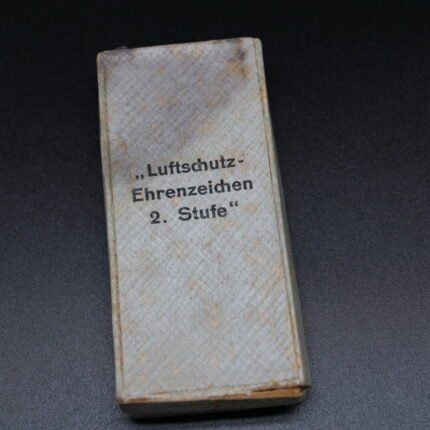 „Luftschutz-
Ehrenzeichen
2. Stufe“